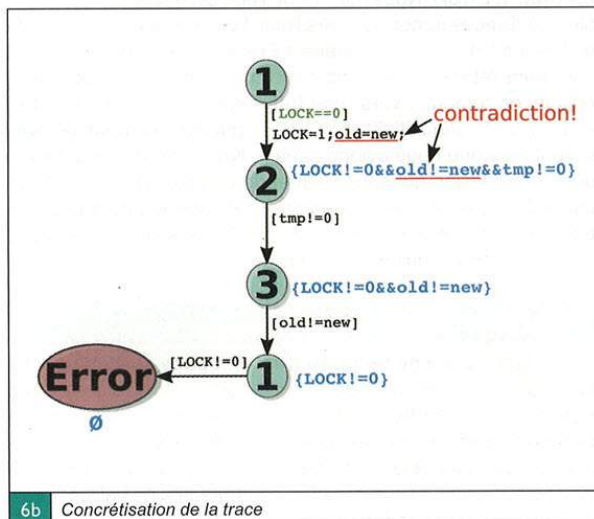 1
[LOCK==0]
LOCK=1;old=new;
contradiction!
2
{LOCK!=0&&old!=new&&tmp!=0}
[tmp!=0]
3
{LOCK!=0&&old!=new}
[old!=new]
Error
[LOCK!=0]
1
{LOCK!=0}
Ø
6b Concrétisation de la trace